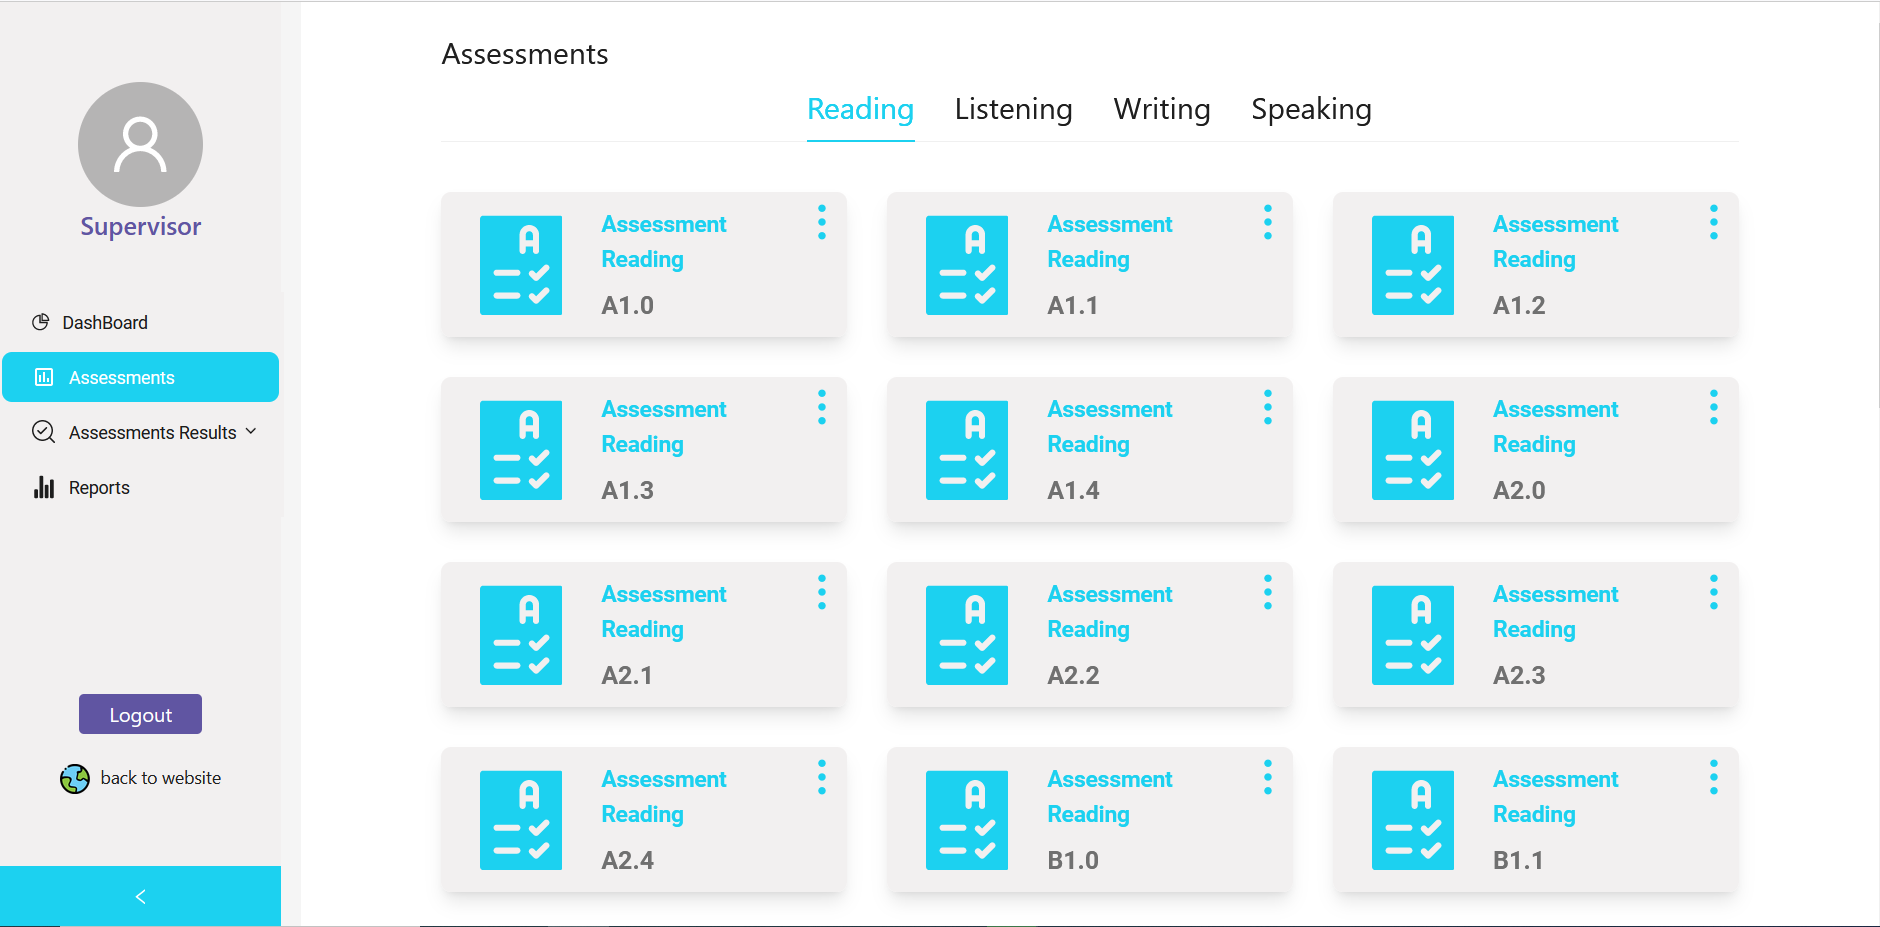 Supervisor
DashBoard
Assessments
Assessments Results
Reports
Logout
back to website
Assessments
Reading Listening Writing Speaking
A
Assessment
Reading
A1.0
A
Assessment
Reading
A1.1
A
Assessment
Reading
A1.2
A
Assessment
Reading
A1.3
A
Assessment
Reading
A1.4
A
Assessment
Reading
A2.0
A
Assessment
Reading
A2.1
A
Assessment
Reading
A2.2
A
Assessment
Reading
A2.3
A
Assessment
Reading
A2.4
A
Assessment
Reading
B1.0
A
Assessment
Reading
B1.1